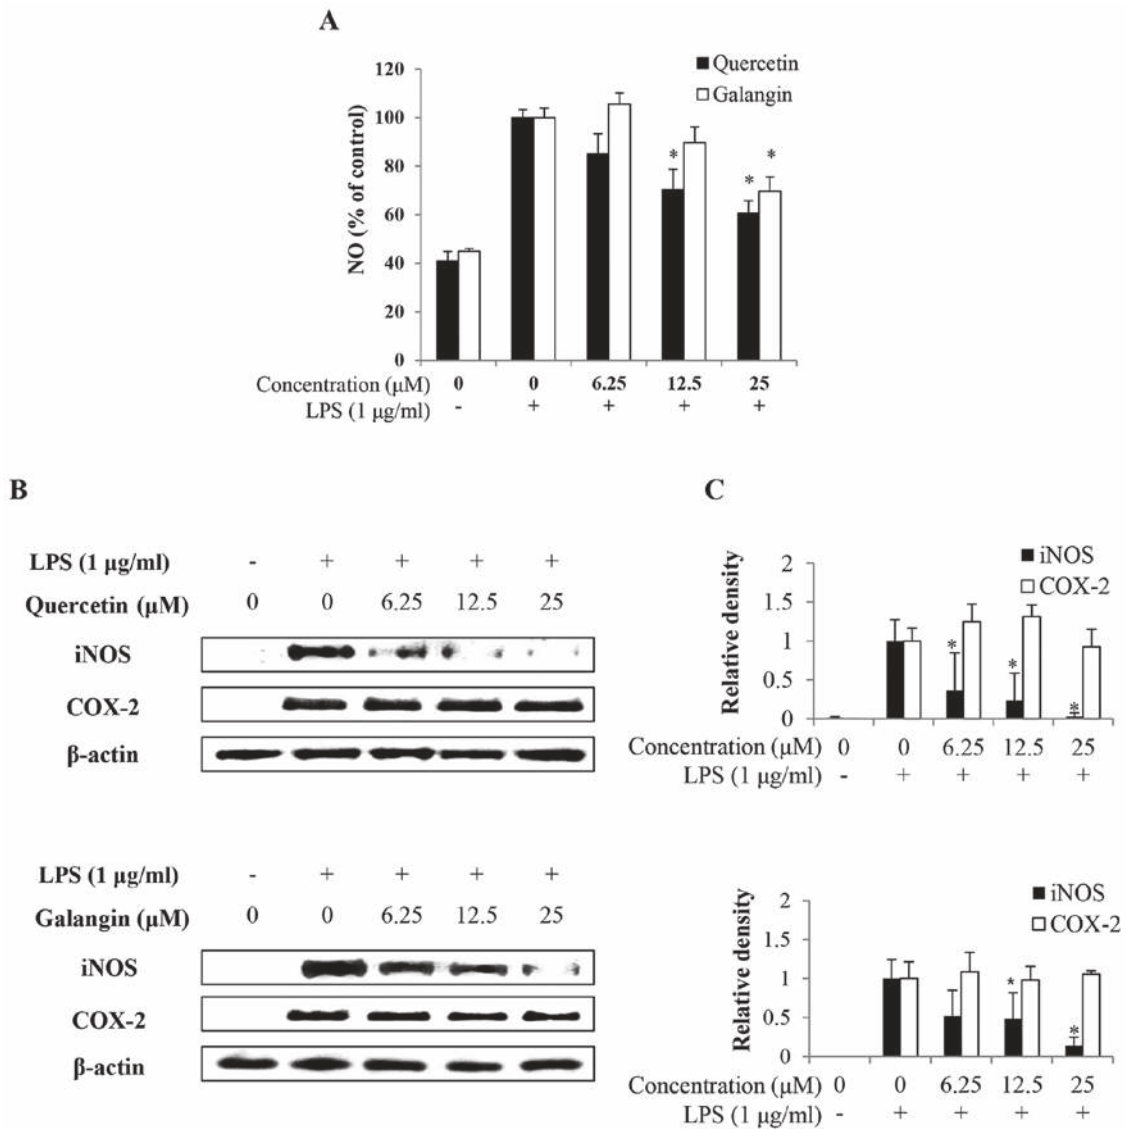 A
Quercetin
Galangin
NO (% of control)
120
100
80
60
40
20
0
*
*
*
Concentration (μM) 0 0 6.25 12.5 25
LPS (1 μg/ml) - + + + +
B
LPS (1 μg/ml) - + + + +
Quercetin (μM) 0 0 6.25 12.5 25
iNOS
COX-2
β-actin
LPS (1 μg/ml) - + + + +
Galangin (μM) 0 0 6.25 12.5 25
iNOS
COX-2
β-actin
C
iNOS
COX-2
Relative density
2
1.5
1
0.5
0
*
*
*
Concentration (μM) 0 0 6.25 12.5 25
LPS (1 μg/ml) - + + + +
iNOS
COX-2
Relative density
2
1.5
1
0.5
0
*
*
Concentration (μM) 0 0 6.25 12.5 25
LPS (1 μg/ml) - + + + +